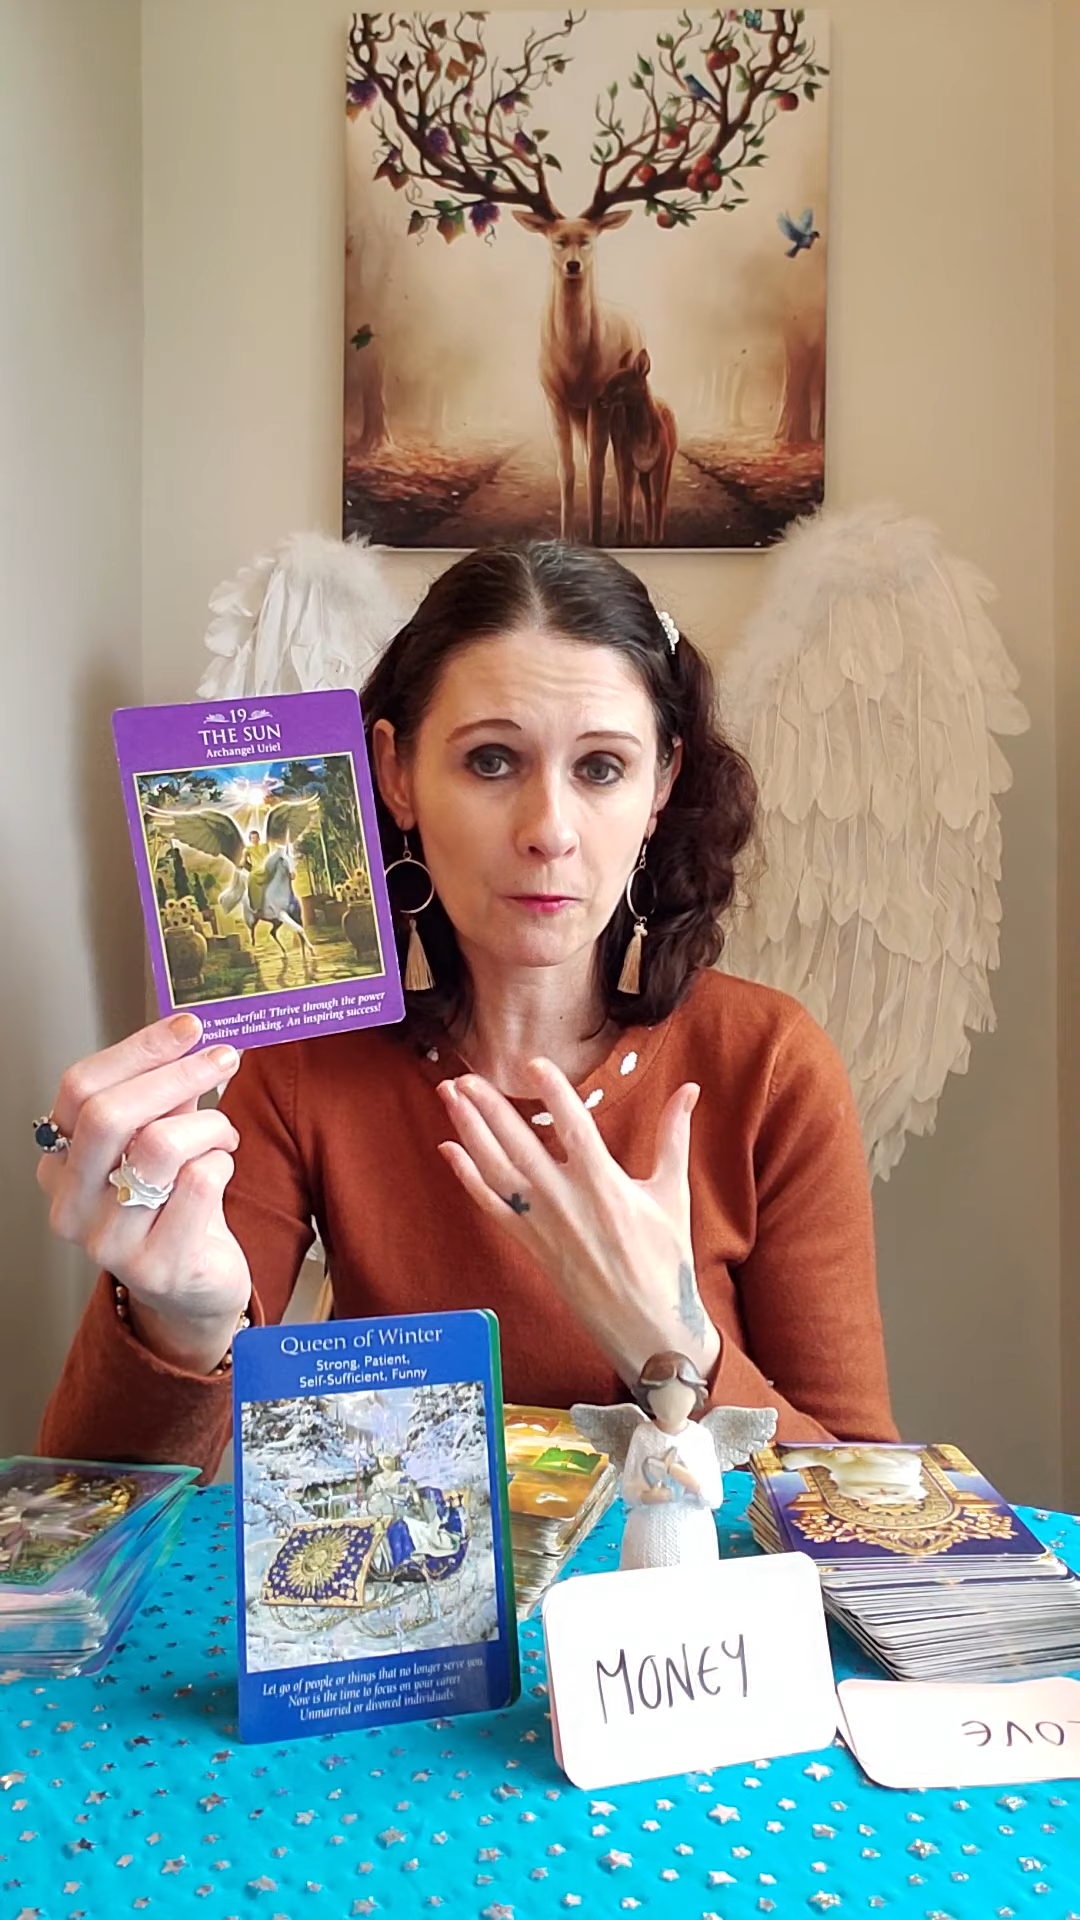 19
THE SUN
Archangel Uriel
is wonderful! Thrive through the power
positive thinking. An inspiring success!
Queen of Winter
Strong, Patient,
Self-Sufficient, Funny
Let go of people or things that no longer serve you.
Now is the time to focus on your career.
Unmarried or divorced individuals.
MONEY
OVE